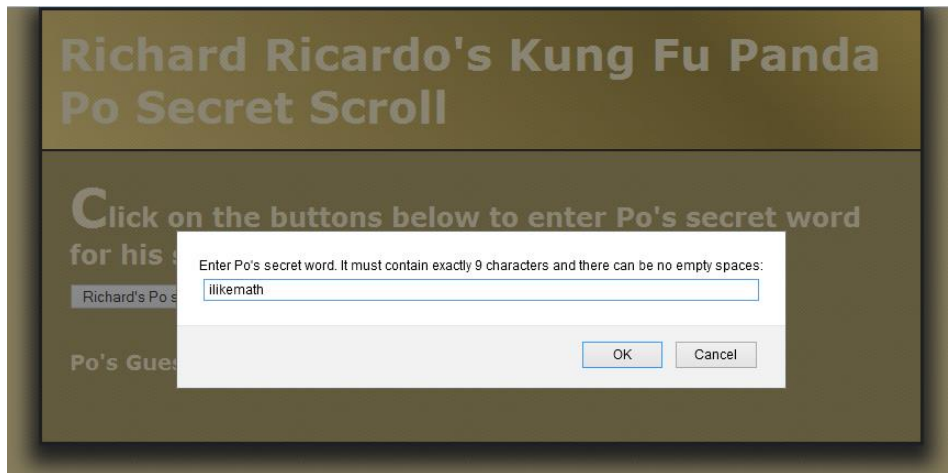 Richard Ricardo's Kung Fu Panda
Po Secret Scroll
Click on the buttons below to enter Po's secret word
for his
Enter Po's secret word. It must contain exactly 9 characters and there can be no empty spaces:
ilikemath
Richard's Po
Po's
OK
Cancel